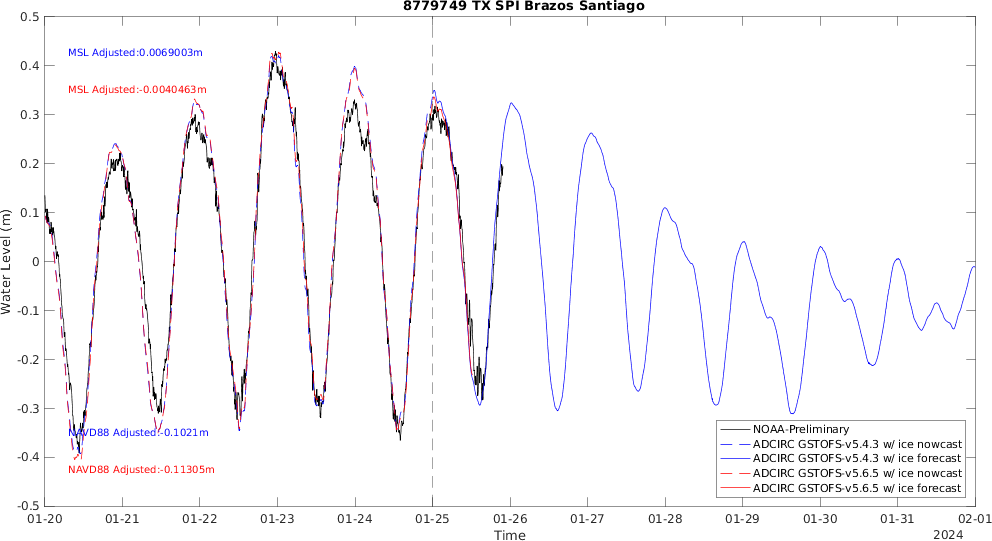 8779749 TX SPI Brazos Santiago
0.5
0.4
0.3
0.2
0.1
0
-0.1
-0.2
-0.3
-0.4
-0.5
Water Level (m)
MSL Adjusted:0.0069003m
MSL Adjusted:-0.0040463m
NAVD88 Adjusted:-0.1021m
NAVD88 Adjusted:-0.11305m
NOAA-Preliminary
ADCIRC GSTOFS-v5.4.3 w/ ice nowcast
ADCIRC GSTOFS-v5.4.3 w/ ice forecast
ADCIRC GSTOFS-v5.6.5 w/ ice nowcast
ADCIRC GSTOFS-v5.6.5 w/ ice forecast
01-20 01-21 01-22 01-23 01-24 01-25 01-26 01-27 01-28 01-29 01-30 01-31 02-01
Time
2024